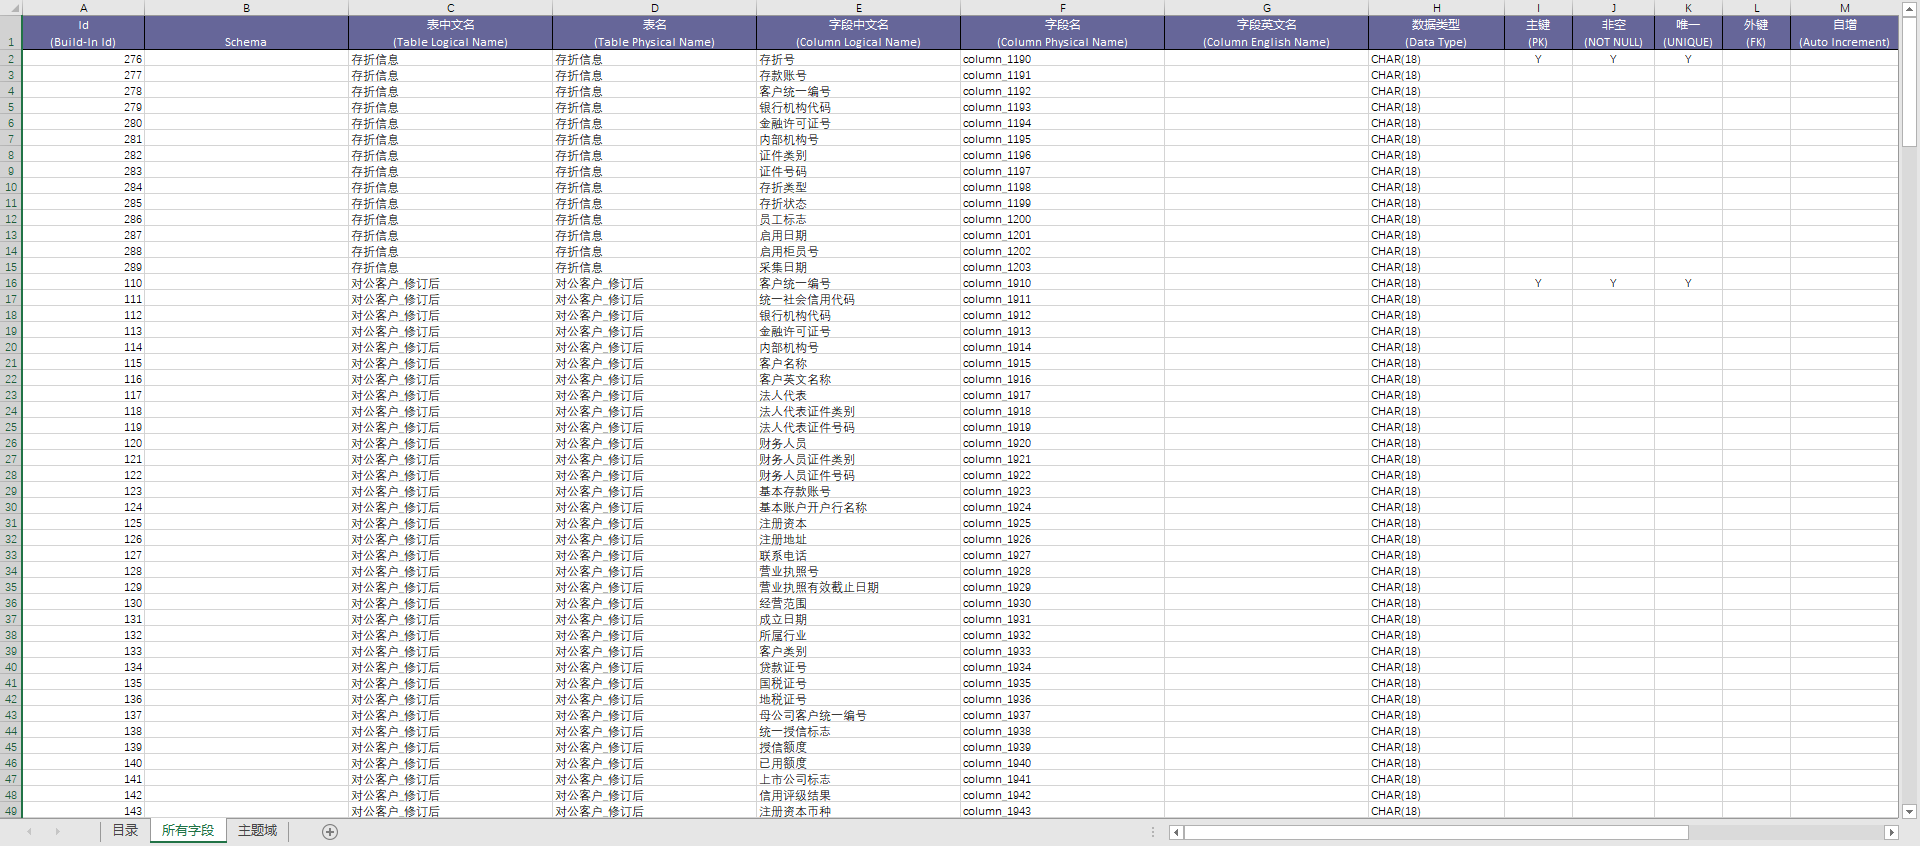 A B C D E F G H I J K L M
1 Id (Build-In Id) Schema 表中文名 (Table Logical Name) 表名 (Table Physical Name) 字段中文名 (Column Logical Name) 字段名 (Column Physical Name) 字段英文名 (Column English Name) 数据类型 (Data Type) 主键 (PK) 非空 (NOT NULL) 唯一 (UNIQUE) 外键 (FK) 自增 (Auto Increment)
2 276 存折信息 存折信息 存折号 column_1190 CHAR(18) Y Y Y
3 277 存折信息 存折信息 存款账号 column_1191 CHAR(18)
4 278 存折信息 存折信息 客户统一编号 column_1192 CHAR(18)
5 279 存折信息 存折信息 银行机构代码 column_1193 CHAR(18)
6 280 存折信息 存折信息 金融许可证号 column_1194 CHAR(18)
7 281 存折信息 存折信息 内部机构号 column_1195 CHAR(18)
8 282 存折信息 存折信息 证件类别 column_1196 CHAR(18)
9 283 存折信息 存折信息 证件号码 column_1197 CHAR(18)
10 284 存折信息 存折信息 存折类型 column_1198 CHAR(18)
11 285 存折信息 存折信息 存折状态 column_1199 CHAR(18)
12 286 存折信息 存折信息 员工标志 column_1200 CHAR(18)
13 287 存折信息 存折信息 启用日期 column_1201 CHAR(18)
14 288 存折信息 存折信息 启用柜员号 column_1202 CHAR(18)
15 289 存折信息 存折信息 采集日期 column_1203 CHAR(18)
16 110 对公客户_修订后 对公客户_修订后 客户统一编号 column_1910 CHAR(18) Y Y Y
17 111 对公客户_修订后 对公客户_修订后 统一社会信用代码 column_1911 CHAR(18)
18 112 对公客户_修订后 对公客户_修订后 银行机构代码 column_1912 CHAR(18)
19 113 对公客户_修订后 对公客户_修订后 金融许可证号 column_1913 CHAR(18)
20 114 对公客户_修订后 对公客户_修订后 内部机构号 column_1914 CHAR(18)
21 115 对公客户_修订后 对公客户_修订后 客户名称 column_1915 CHAR(18)
22 116 对公客户_修订后 对公客户_修订后 客户英文名称 column_1916 CHAR(18)
23 117 对公客户_修订后 对公客户_修订后 法人代表 column_1917 CHAR(18)
24 118 对公客户_修订后 对公客户_修订后 法人代表证件类别 column_1918 CHAR(18)
25 119 对公客户_修订后 对公客户_修订后 法人代表证件号码 column_1919 CHAR(18)
26 120 对公客户_修订后 对公客户_修订后 财务人员 column_1920 CHAR(18)
27 121 对公客户_修订后 对公客户_修订后 财务人员证件类别 column_1921 CHAR(18)
28 122 对公客户_修订后 对公客户_修订后 财务人员证件号码 column_1922 CHAR(18)
29 123 对公客户_修订后 对公客户_修订后 基本存款账号 column_1923 CHAR(18)
30 124 对公客户_修订后 对公客户_修订后 基本账户开户行名称 column_1924 CHAR(18)
31 125 对公客户_修订后 对公客户_修订后 注册资本 column_1925 CHAR(18)
32 126 对公客户_修订后 对公客户_修订后 注册地址 column_1926 CHAR(18)
33 127 对公客户_修订后 对公客户_修订后 联系电话 column_1927 CHAR(18)
34 128 对公客户_修订后 对公客户_修订后 营业执照号 column_1928 CHAR(18)
35 129 对公客户_修订后 对公客户_修订后 营业执照有效截止日期 column_1929 CHAR(18)
36 130 对公客户_修订后 对公客户_修订后 经营范围 column_1930 CHAR(18)
37 131 对公客户_修订后 对公客户_修订后 成立日期 column_1931 CHAR(18)
38 132 对公客户_修订后 对公客户_修订后 所属行业 column_1932 CHAR(18)
39 133 对公客户_修订后 对公客户_修订后 客户类别 column_1933 CHAR(18)
40 134 对公客户_修订后 对公客户_修订后 贷款证号 column_1934 CHAR(18)
41 135 对公客户_修订后 对公客户_修订后 国税证号 column_1935 CHAR(18)
42 136 对公客户_修订后 对公客户_修订后 地税证号 column_1936 CHAR(18)
43 137 对公客户_修订后 对公客户_修订后 母公司客户统一编号 column_1937 CHAR(18)
44 138 对公客户_修订后 对公客户_修订后 统一授信标志 column_1938 CHAR(18)
45 139 对公客户_修订后 对公客户_修订后 授信额度 column_1939 CHAR(18)
46 140 对公客户_修订后 对公客户_修订后 已用额度 column_1940 CHAR(18)
47 141 对公客户_修订后 对公客户_修订后 上市公司标志 column_1941 CHAR(18)
48 142 对公客户_修订后 对公客户_修订后 信用评级结果 column_1942 CHAR(18)
49 143 对公客户_修订后 对公客户_修订后 注册资本币种 column_1943 CHAR(18)
目录 所有字段 主题域